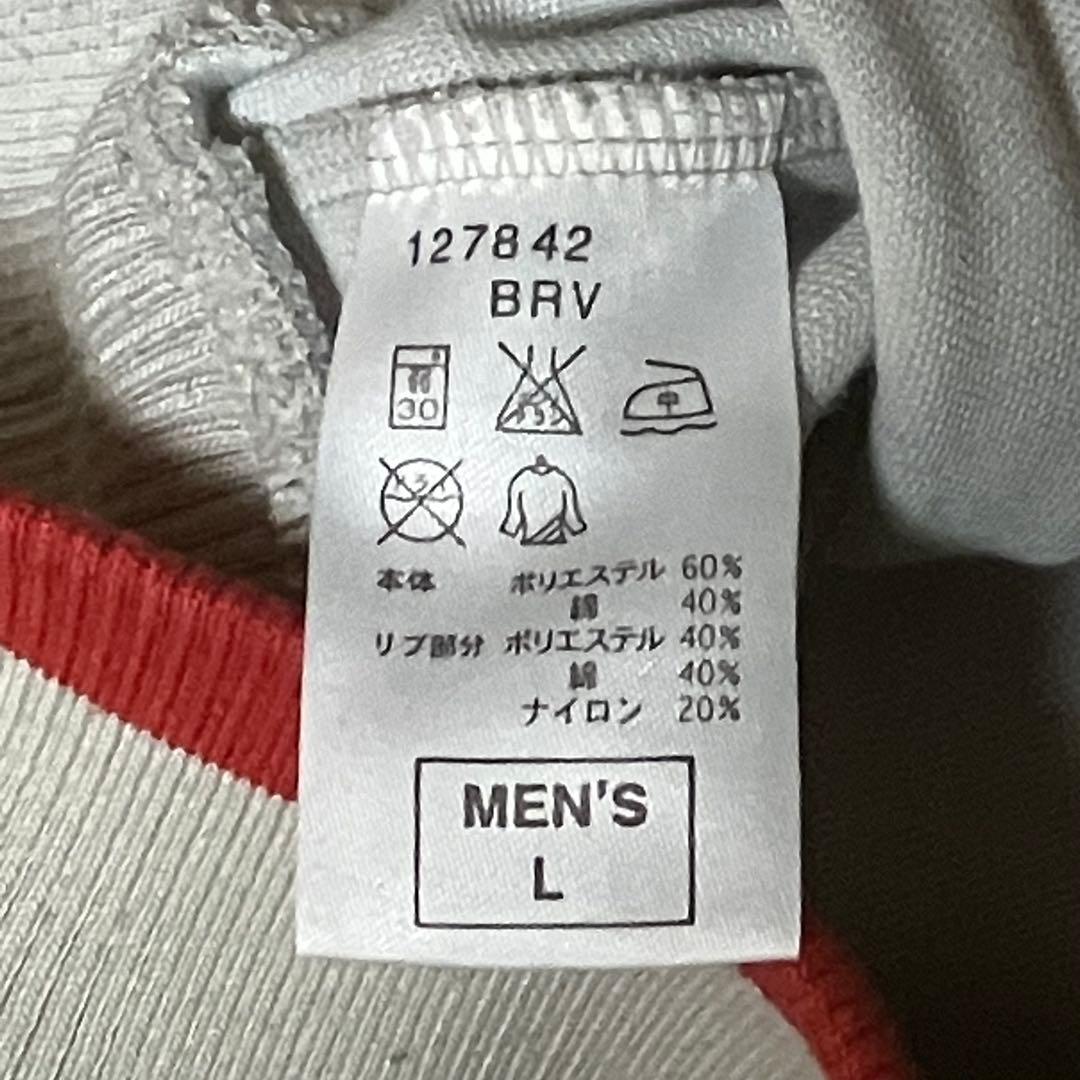 127842
BRV
30
中
本体 ポリエステル 60%
綿 40%
リブ部分 ポリエステル 40%
綿 40%
ナイロン 20%
MEN'S
L